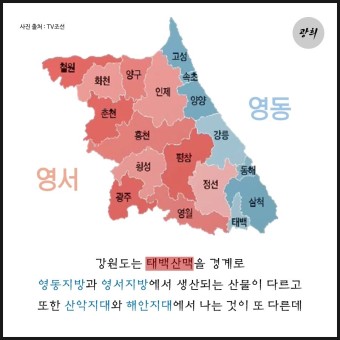 사진 출처 : TV조선
광희
고성
철원
양구
속초
화천
인제
양양
춘천
영동
강릉
홍천
영서
동해
횡성
평창
정선
삼척
광주
영월
태백
강원도는 태백산맥을 경계로
영동지방과 영서지방에서 생산되는 산물이 다르고
또한 산악지대와 해안지대에서 나는 것이 또 다른데